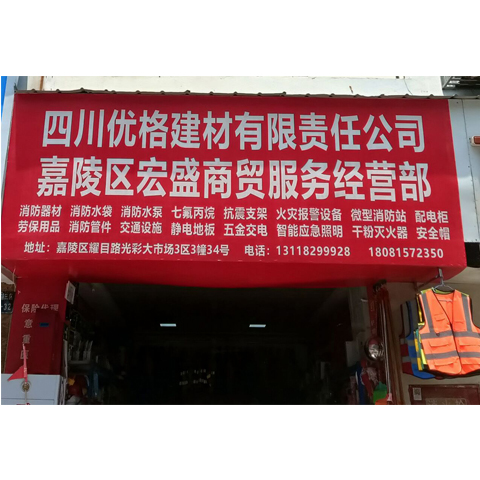 四川优格建材有限责任公司
嘉陵区宏盛商贸服务经营部
消防器材 消防水袋 消防水泵 七氟丙烷 抗震支架 火灾报警设备 微型消防站 配电柜
劳保用品 消防管件 交通设施 静电地板 五金交电 智能应急照明 干粉灭火器 安全帽
地址：嘉陵区耀目路光彩大市场3区3幢34号 电话：13118299928 18081572350
保险代理
意
重